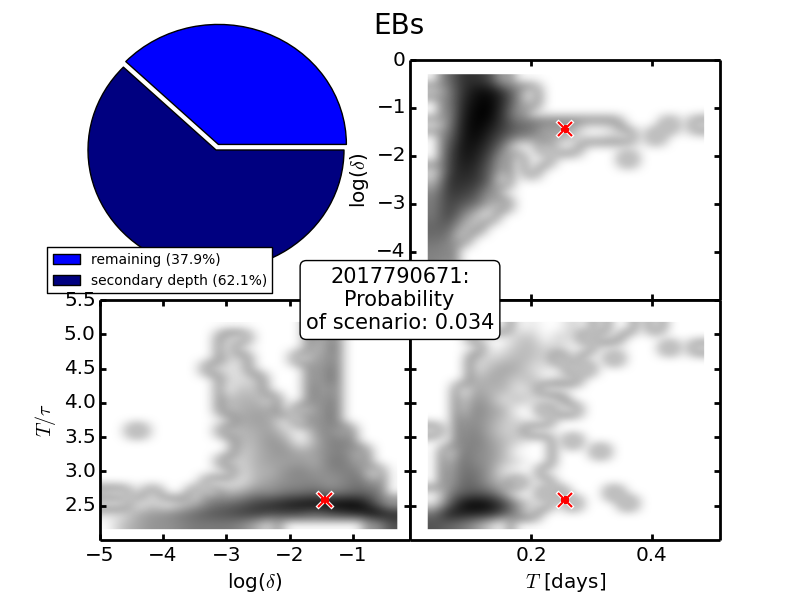 EBs
remaining (37.9%)
secondary depth (62.1%)
0
−1
−2
−3
−4
log(δ)
2017790671:
Probability
of scenario: 0.034
5.5
5.0
4.5
4.0
3.5
3.0
2.5
T/τ
−5 −4 −3 −2 −1
log(δ)
0.2 0.4
T [days]